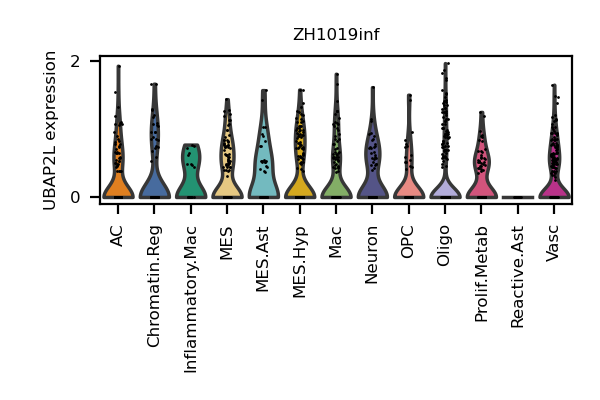 ZH1019inf
UBAP2L expression
2
0
AC
Chromatin.Reg
Inflammatory.Mac
MES
MES.Ast
MES.Hyp
Mac
Neuron
OPC
Oligo
Prolif.Metab
Reactive.Ast
Vasc